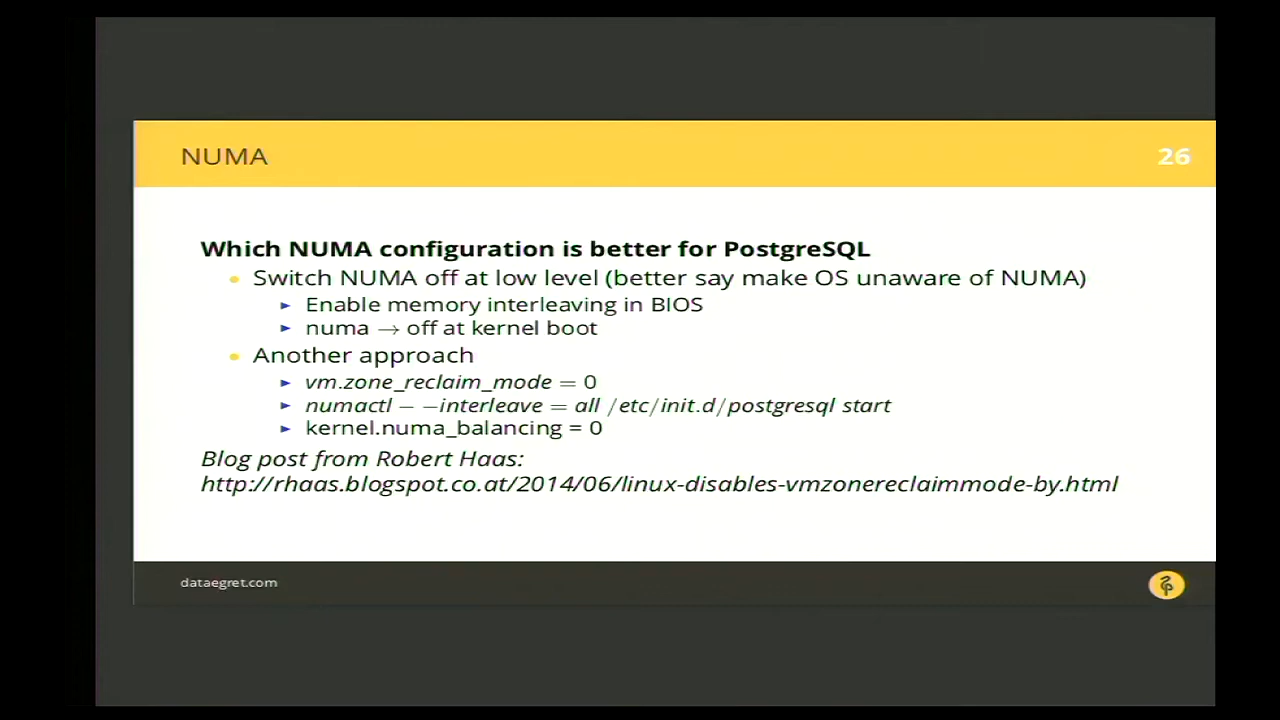 NUMA
26
Which NUMA configuration is better for PostgreSQL
Switch NUMA off at low level (better say make OS unaware of NUMA)
Enable memory interleaving in BIOS
numa → off at kernel boot
Another approach
vm.zone_reclaim_mode = 0
numactl − −interleave = all /etc/init.d/postgresql start
kernel.numa_balancing = 0
Blog post from Robert Haas:
http://rhaas.blogspot.co.at/2014/06/linux-disables-vmzonereclaimmode-by.html
dataegret.com